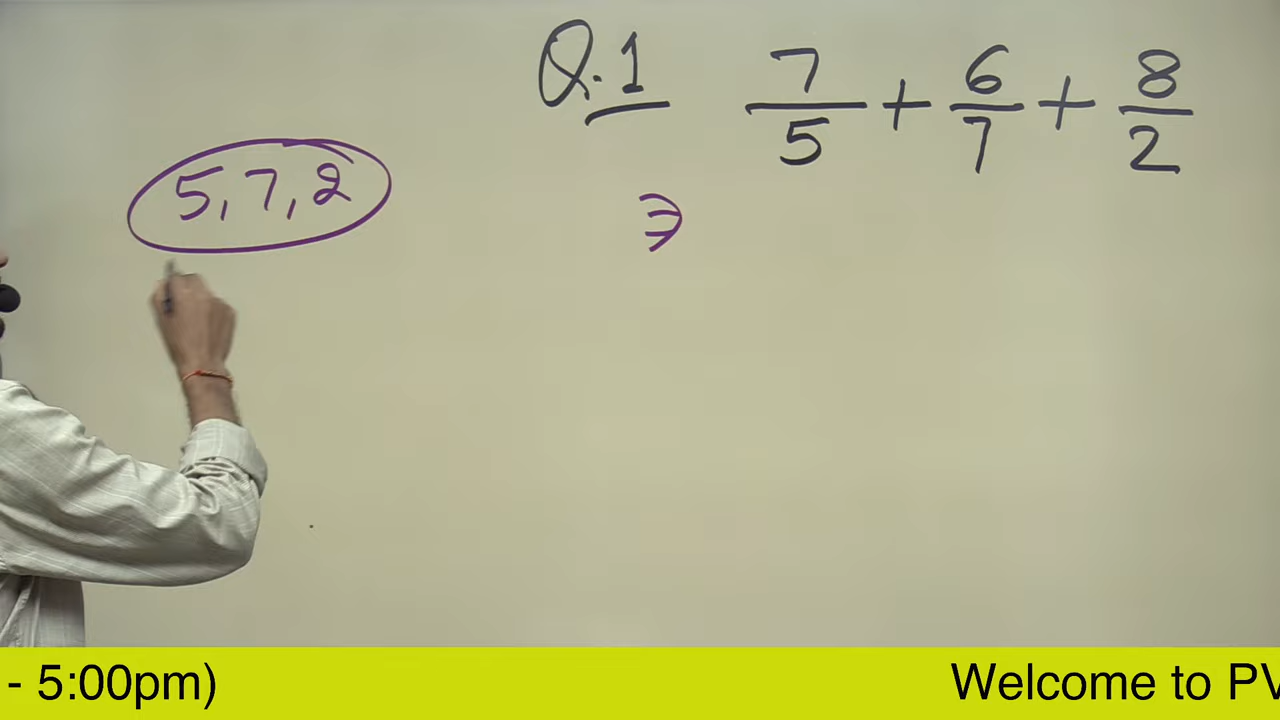 Q.1 7/5 + 6/7 + 8/2
5, 7, 2
⇒
- 5:00pm)
Welcome to PV